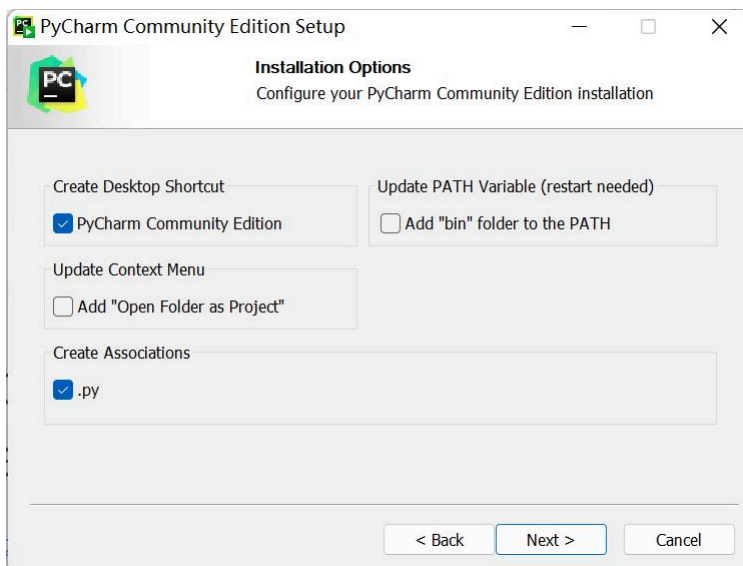 PyCharm Community Edition Setup
PC
Installation Options
Configure your PyCharm Community Edition installation
Create Desktop Shortcut
PyCharm Community Edition
Update PATH Variable (restart needed)
Add "bin" folder to the PATH
Update Context Menu
Add "Open Folder as Project"
Create Associations
.py
< Back
Next >
Cancel